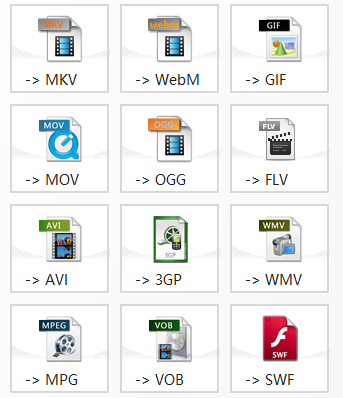 MKV
webm
GIF
-> MKV
-> WebM
-> GIF
MOV
OGG
FLV
-> MOV
-> OGG
-> FLV
AVI
3GP
WMV
-> AVI
-> 3GP
-> WMV
MPEG
VOB
SWF
-> MPG
-> VOB
-> SWF